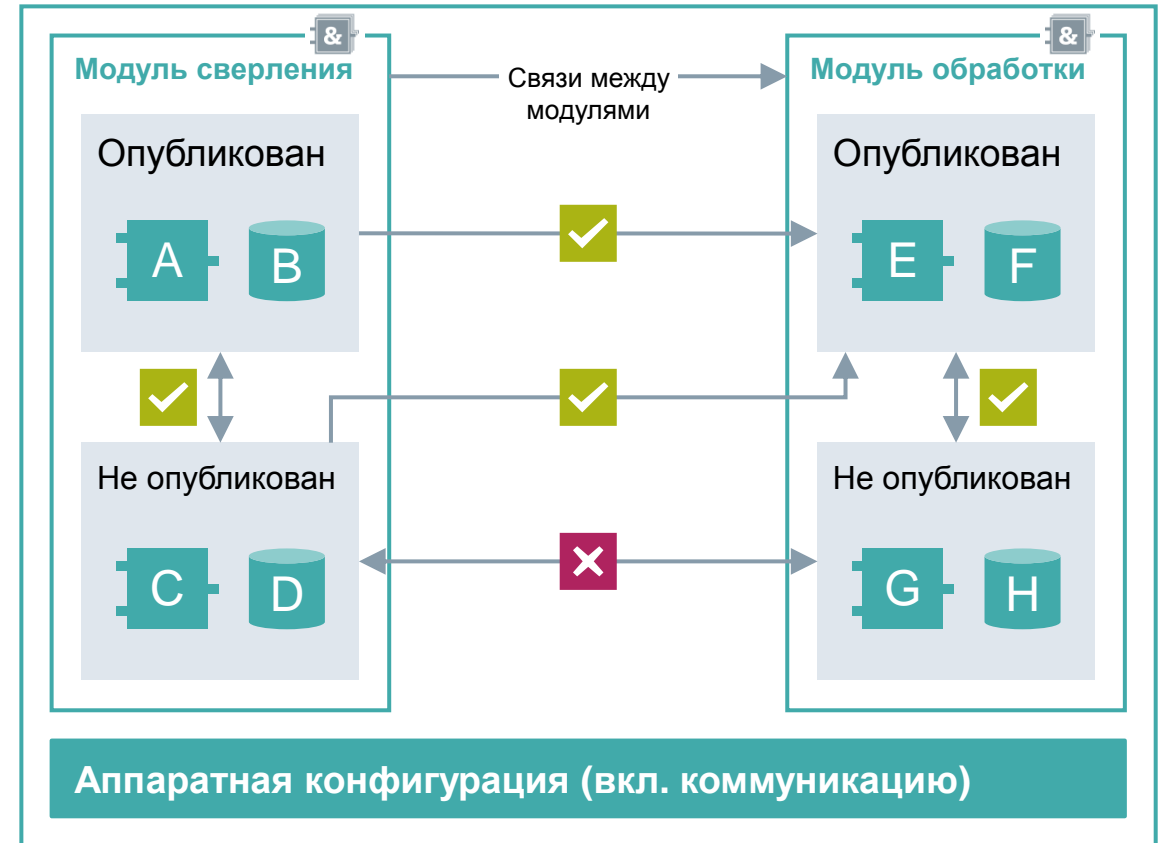 &
Модуль сверления
Связи между
модулями
&
Модуль обработки
Опубликован
A
B
Опубликован
E
F
Не опубликован
C
D
Не опубликован
G
H
Аппаратная конфигурация (вкл. коммуникацию)